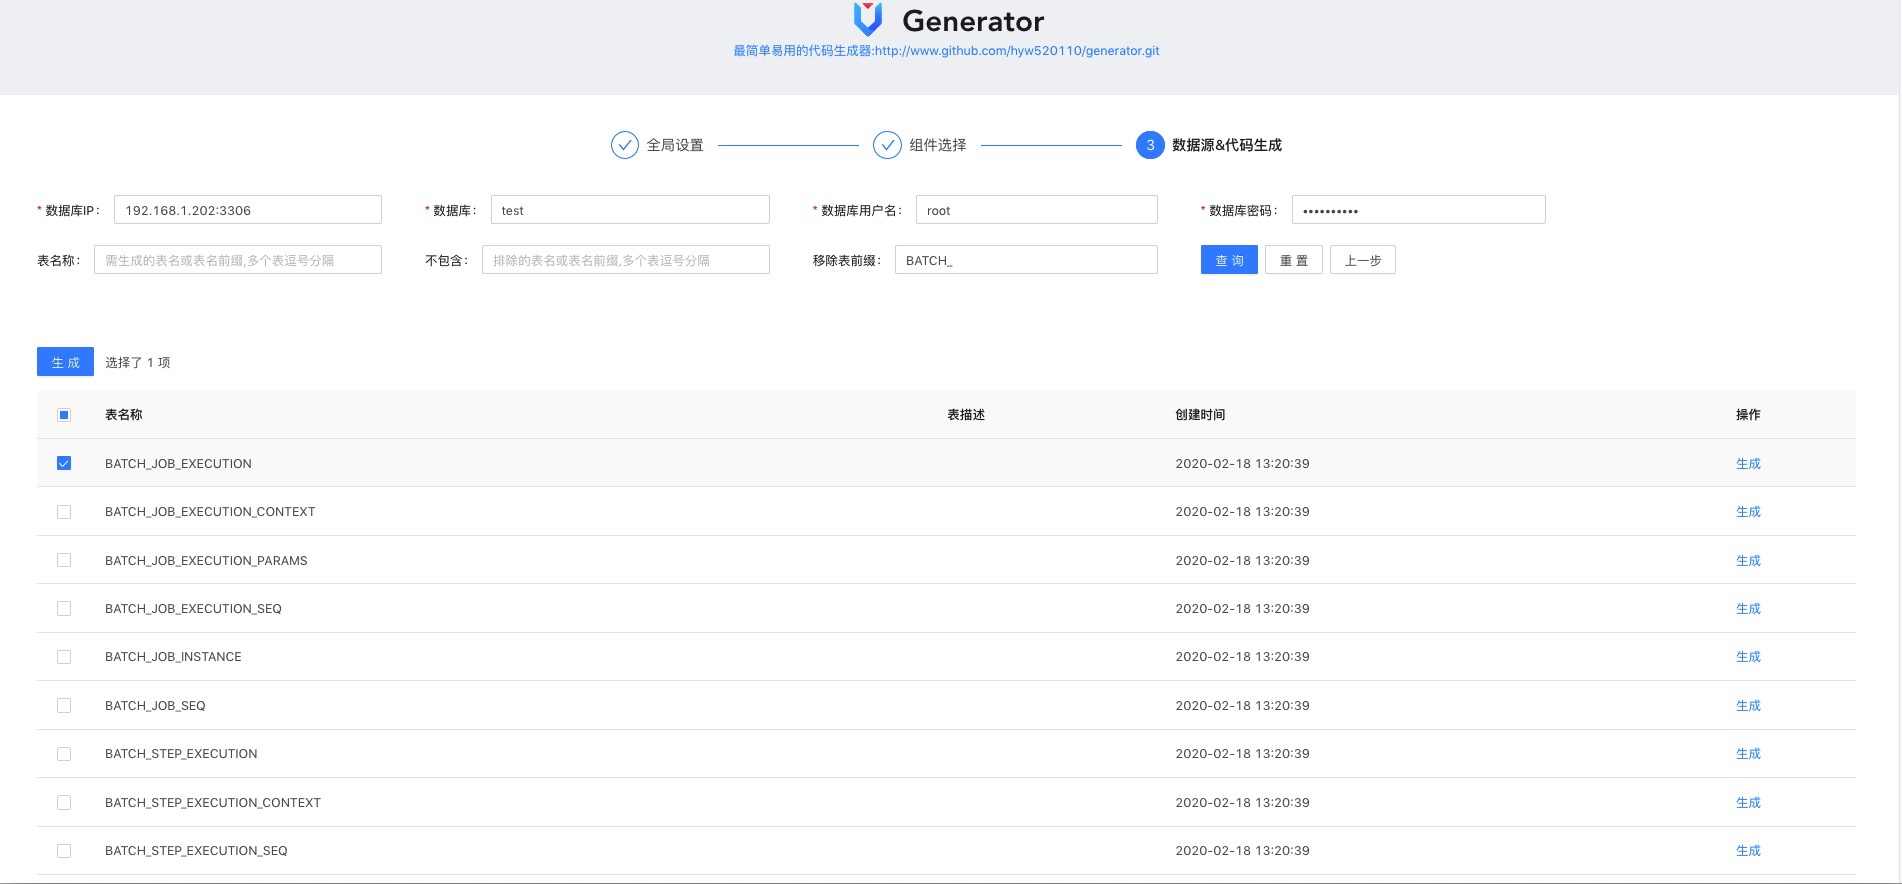 Generator
最简单易用的代码生成器:http://www.github.com/hyw520110/generator.git
全局设置 组件选择 3 数据源&代码生成
* 数据库IP: 192.168.1.202:3306 * 数据库: test * 数据库用户名: root * 数据库密码: ••••••••••
表名称: 需生成的表名或表名前缀,多个表逗号分隔 不包含: 排除的表名或表名前缀,多个表逗号分隔 移除表前缀: BATCH_ 查 询 重 置 上一步
生 成 选择了 1 项
表名称 表描述 创建时间 操作
BATCH_JOB_EXECUTION 2020-02-18 13:20:39 生成
BATCH_JOB_EXECUTION_CONTEXT 2020-02-18 13:20:39 生成
BATCH_JOB_EXECUTION_PARAMS 2020-02-18 13:20:39 生成
BATCH_JOB_EXECUTION_SEQ 2020-02-18 13:20:39 生成
BATCH_JOB_INSTANCE 2020-02-18 13:20:39 生成
BATCH_JOB_SEQ 2020-02-18 13:20:39 生成
BATCH_STEP_EXECUTION 2020-02-18 13:20:39 生成
BATCH_STEP_EXECUTION_CONTEXT 2020-02-18 13:20:39 生成
BATCH_STEP_EXECUTION_SEQ 2020-02-18 13:20:39 生成